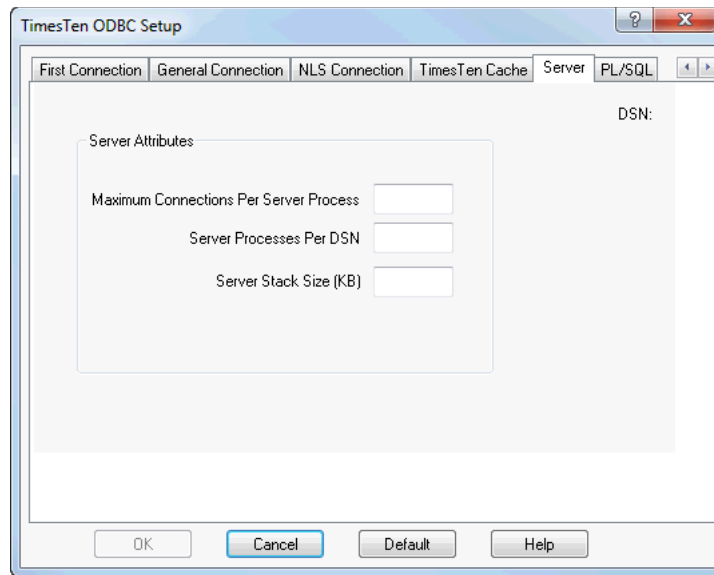 TimesTen ODBC Setup
First Connection General Connection NLS Connection TimesTen Cache Server PL/SQL
DSN:
Server Attributes
Maximum Connections Per Server Process
Server Processes Per DSN
Server Stack Size (KB)
OK Cancel Default Help